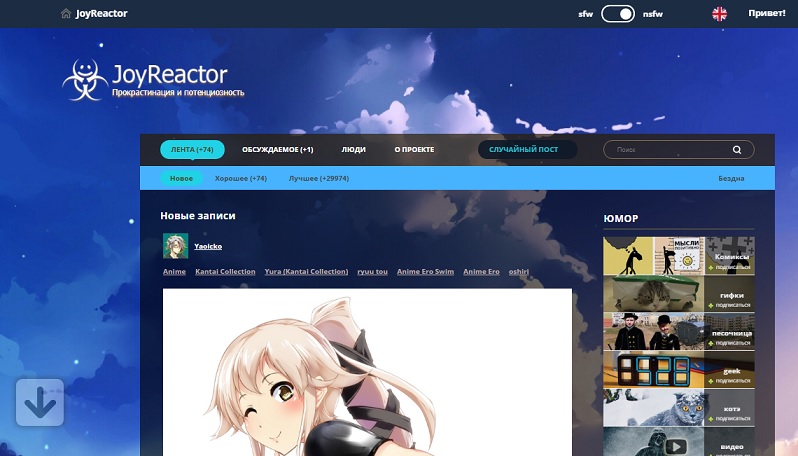 JoyReactor
sfw nsfw
Привет!
JoyReactor
Прокрастинация и потенциозность
ЛЕНТА (+74) ОБСУЖДАЕМОЕ (+1) ЛЮДИ О ПРОЕКТЕ СЛУЧАЙНЫЙ ПОСТ Поиск
Новое Хорошее (+74) Лучшее (+29974) Бездна
Новые записи
Yaoicko
Anime Kantai Collection Yura (Kantai Collection) ryuu tou Anime Ero Swim Anime Ero oshiri
ЮМОР
МЫСЛИ
ПОЗИТИВНО
Комиксы
подписаться
гифки
подписаться
песочница
подписаться
geek
подписаться
котэ
подписаться
видео